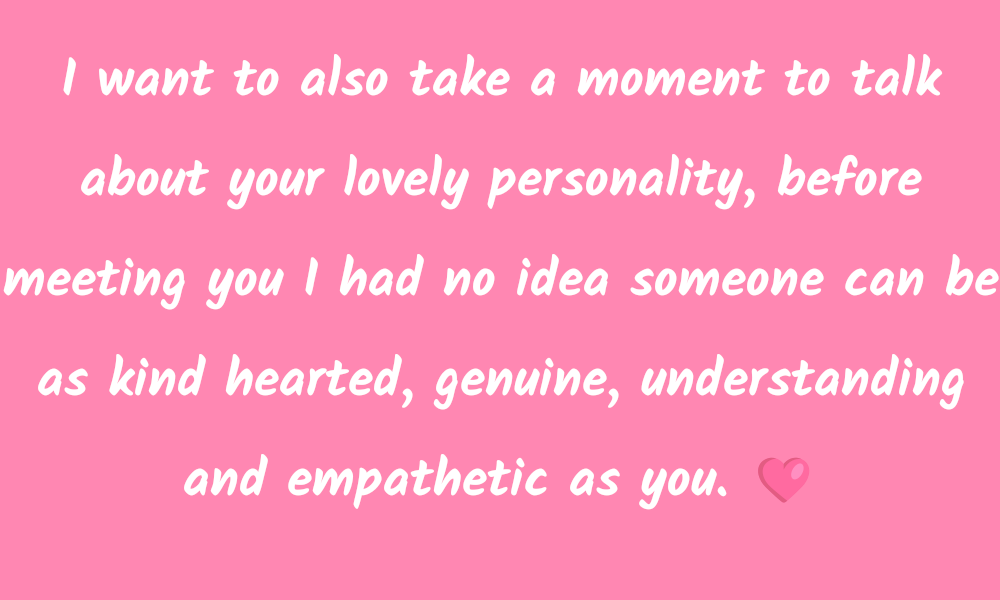 I want to also take a moment to talk
about your lovely personality, before
meeting you I had no idea someone can be
as kind hearted, genuine, understanding
and empathetic as you. 🩷